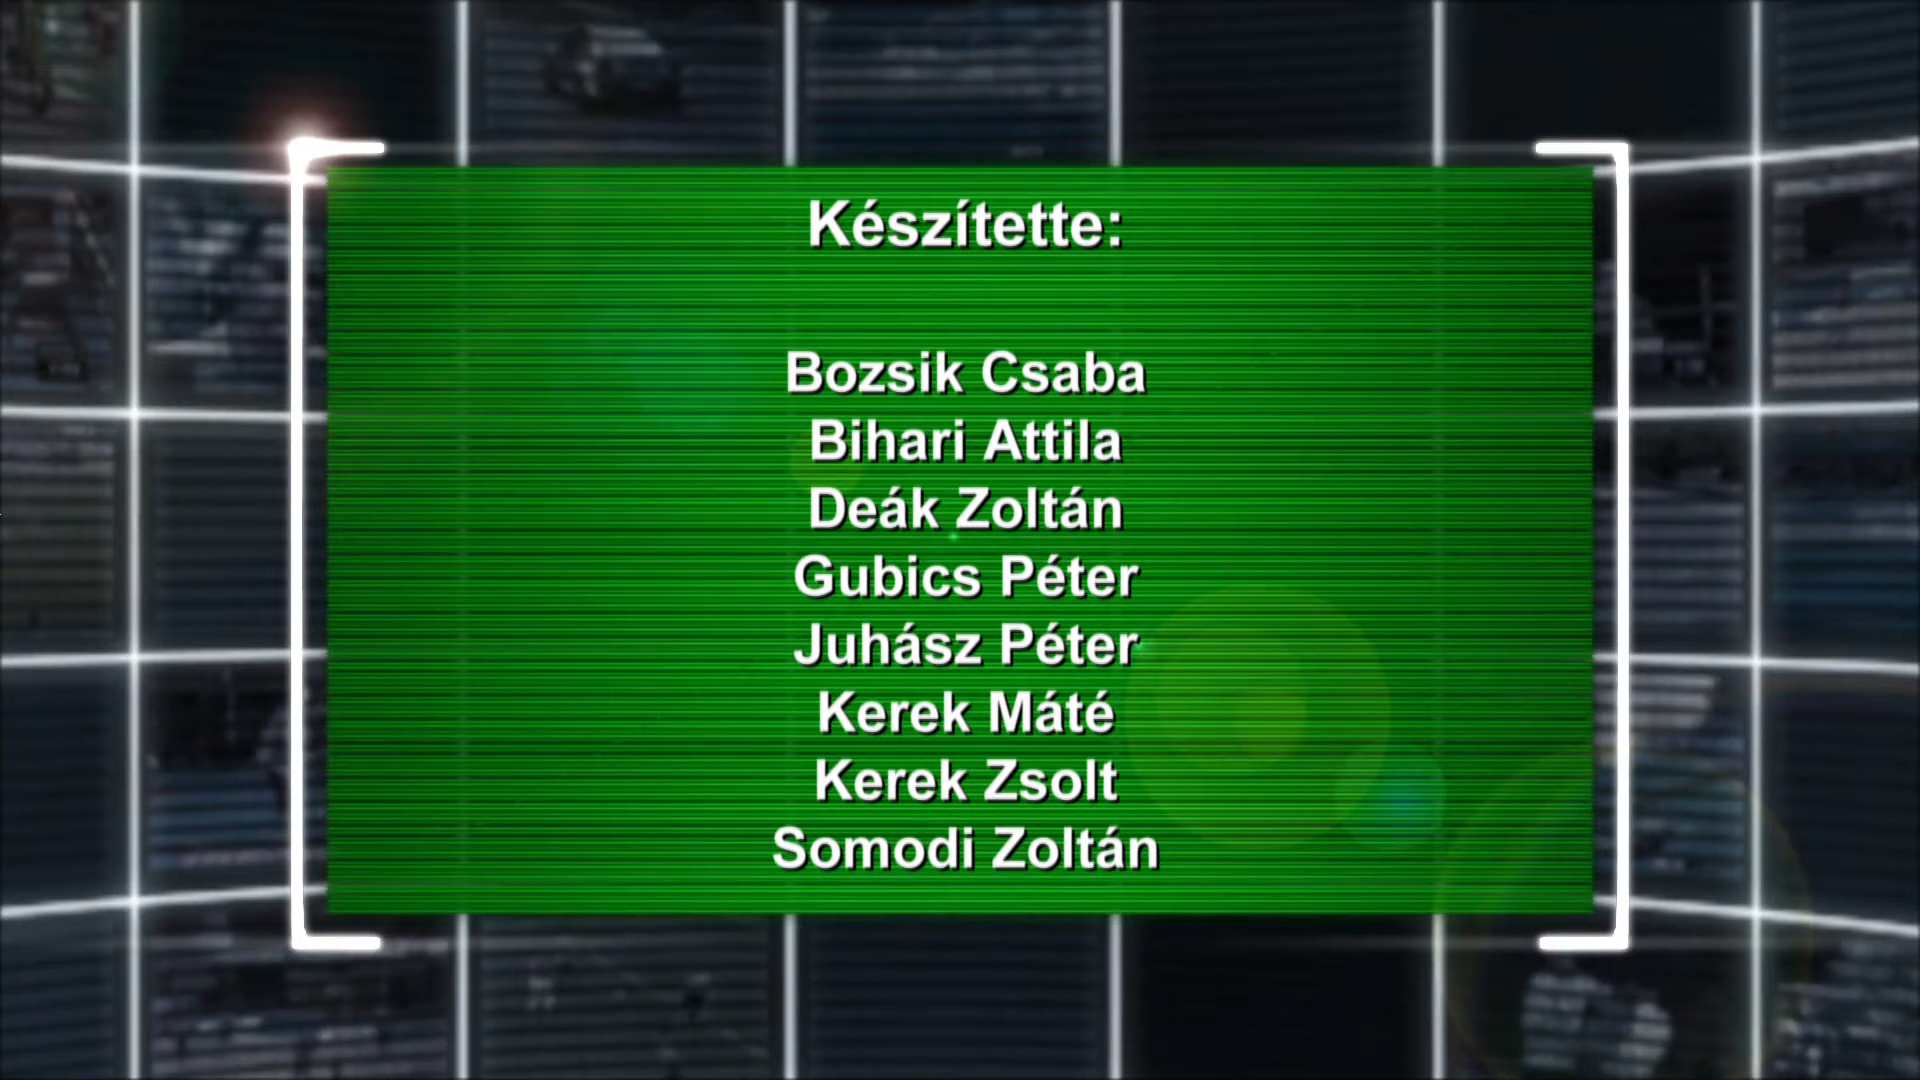 Készítette:
Bozsik Csaba
Bihari Attila
Deák Zoltán
Gubics Péter
Juhász Péter
Kerek Máté
Kerek Zsolt
Somodi Zoltán